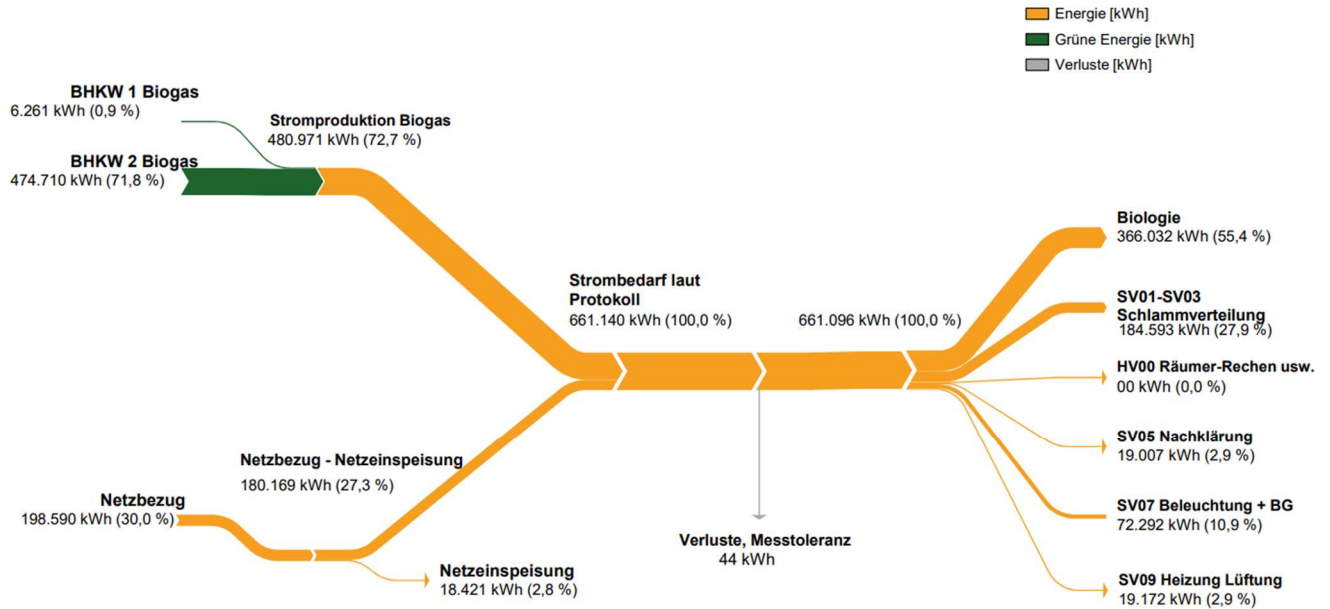 Energie [kWh]
Grüne Energie [kWh]
Verluste [kWh]
BHKW 1 Biogas
6.261 kWh (0,9 %)
Stromproduktion Biogas
480.971 kWh (72,7 %)
BHKW 2 Biogas
474.710 kWh (71,8 %)
Biologie
366.032 kWh (55,4 %)
Strombedarf laut
Protokoll
661.140 kWh (100,0 %)
661.096 kWh (100,0 %)
SV01-SV03
Schlammverteilung
184.593 kWh (27,9 %)
HV00 Räumer-Rechen usw.
00 kWh (0,0 %)
SV05 Nachklärung
19.007 kWh (2,9 %)
Netzbezug - Netzeinspeisung
180.169 kWh (27,3 %)
Netzbezug
198.590 kWh (30,0 %)
SV07 Beleuchtung + BG
72.292 kWh (10,9 %)
Verluste, Messtoleranz
44 kWh
Netzeinspeisung
18.421 kWh (2,8 %)
SV09 Heizung Lüftung
19.172 kWh (2,9 %)